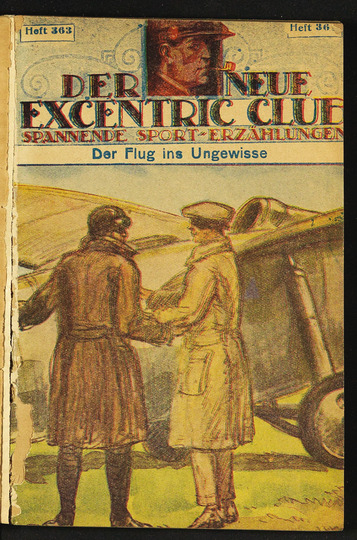 Heft 363
Heft 36
DER NEUE
EXCENTRIC CLUB
SPANNENDE SPORT-ERZÄHLUNGEN
Der Flug ins Ungewisse